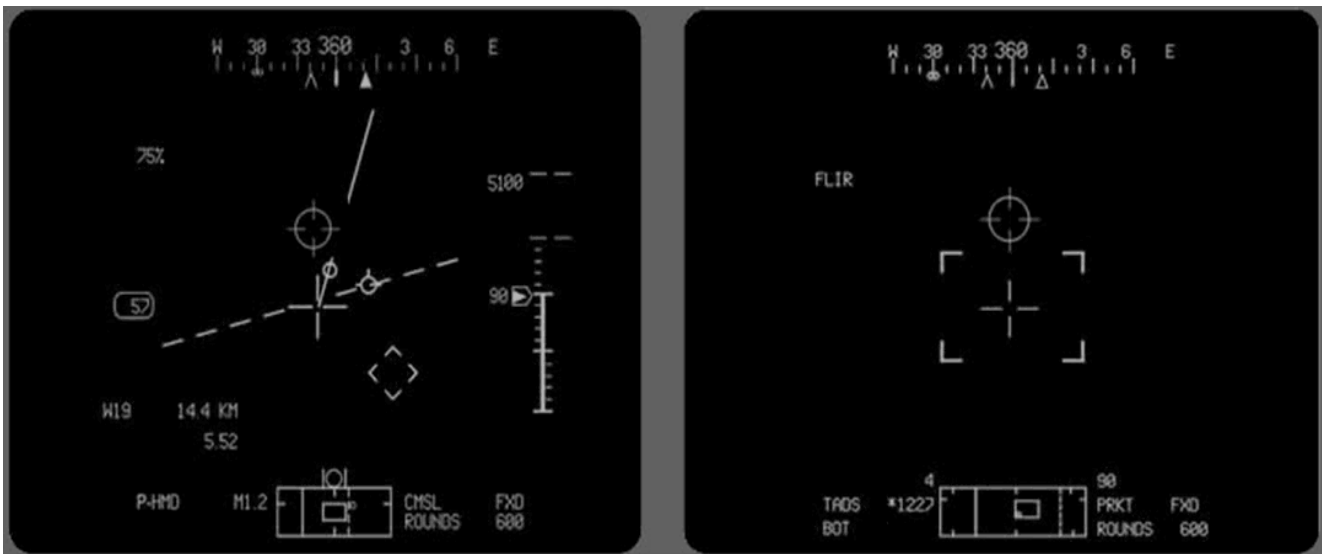 W 30 33 360 3 6 E
75%
S100
90
57
W19 14.4 KM
5.52
P-HMD M1.2 CMSL FXD
ROUNDS 600
W 30 33 360 3 6 E
FLIR
4 90
TADS *1227 PRKT FXD
BOT ROUNDS 600